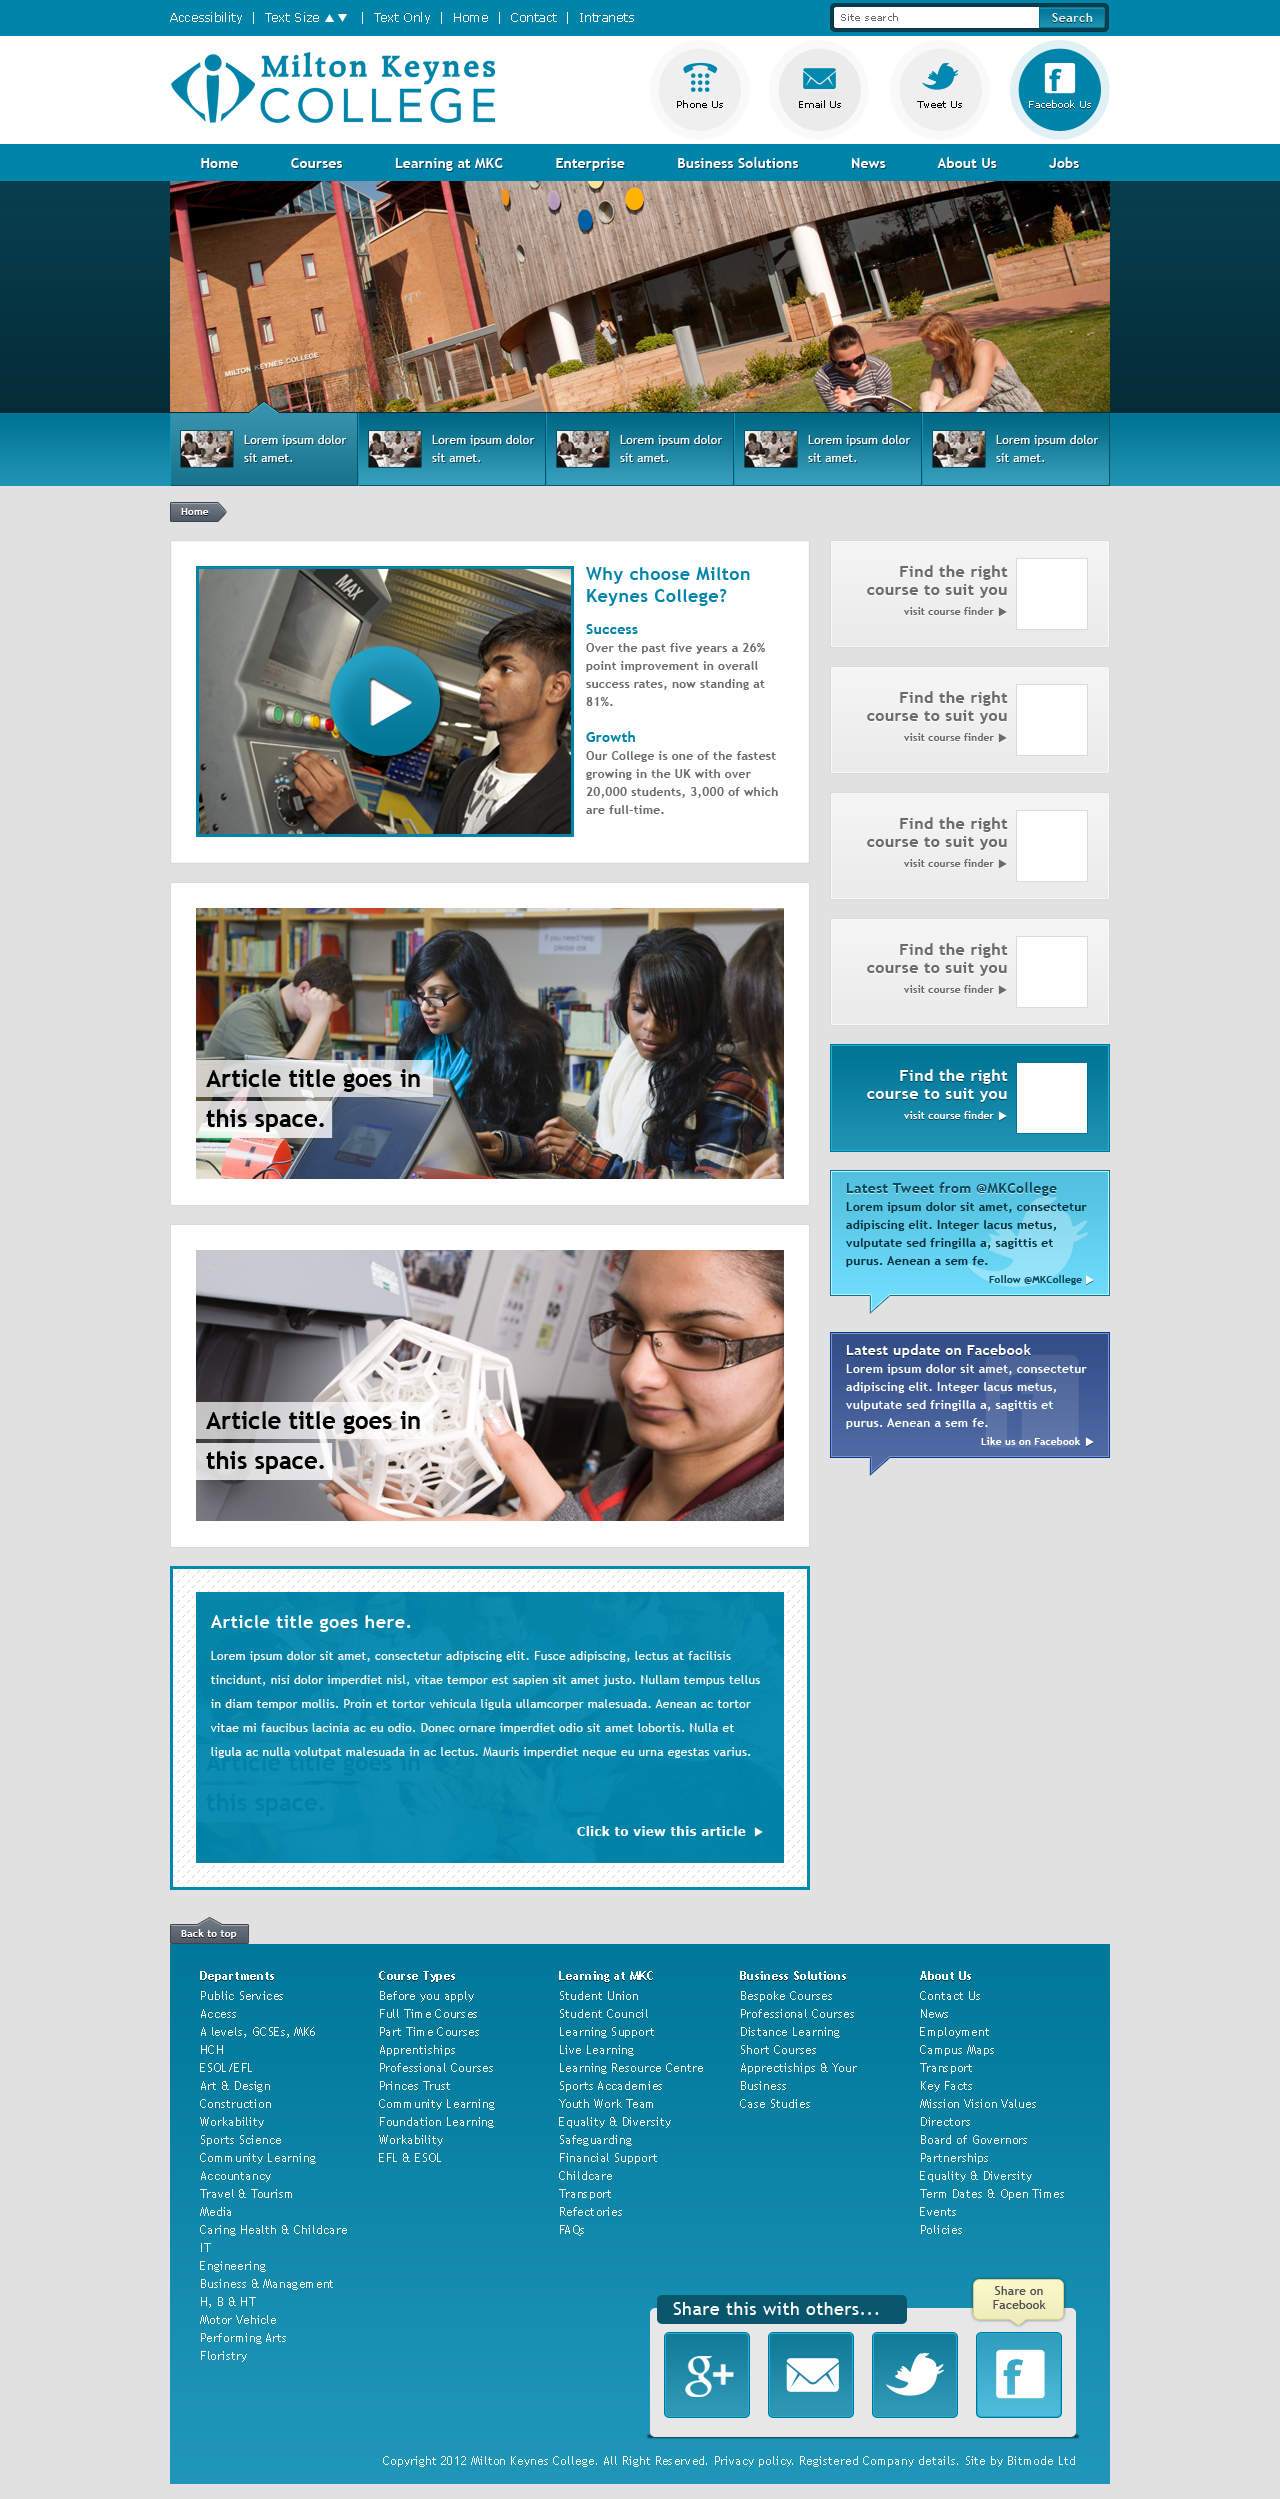 Accessibility | Text Size ▲▼ | Text Only | Home | Contact | Intranets
Site search Search
Milton Keynes
COLLEGE
Phone Us Email Us Tweet Us Facebook Us
Home Courses Learning at MKC Enterprise Business Solutions News About Us Jobs
MILTON KEYNES COLLEGE
Lorem ipsum dolor
sit amet.
Lorem ipsum dolor
sit amet.
Lorem ipsum dolor
sit amet.
Lorem ipsum dolor
sit amet.
Lorem ipsum dolor
sit amet.
Home
MAX
Why choose Milton
Keynes College?
Success
Over the past five years a 26%
point improvement in overall
success rates, now standing at
81%.
Growth
Our College is one of the fastest
growing in the UK with over
20,000 students, 3,000 of which
are full-time.
If you need help
please ask
Article title goes in
this space.
Article title goes in
this space.
Article title goes here.
Lorem ipsum dolor sit amet, consectetur adipiscing elit. Fusce adipiscing, lectus at facilisis
tincidunt, nisi dolor imperdiet nisl, vitae tempor est sapien sit amet justo. Nullam tempus tellus
in diam tempor mollis. Proin et tortor vehicula ligula ullamcorper malesuada. Aenean ac tortor
vitae mi faucibus lacinia ac eu odio. Donec ornare imperdiet odio sit amet lobortis. Nulla et
ligula ac nulla volutpat malesuada in ac lectus. Mauris imperdiet neque eu urna egestas varius.
Article title goes in
this space.
Click to view this article
Find the right
course to suit you
visit course finder
Find the right
course to suit you
visit course finder
Find the right
course to suit you
visit course finder
Find the right
course to suit you
visit course finder
Find the right
course to suit you
visit course finder
Latest Tweet from @MKCollege
Lorem ipsum dolor sit amet, consectetur
adipiscing elit. Integer lacus metus,
vulputate sed fringilla a, sagittis et
purus. Aenean a sem fe.
Follow @MKCollege
Latest update on Facebook
Lorem ipsum dolor sit amet, consectetur
adipiscing elit. Integer lacus metus,
vulputate sed fringilla a, sagittis et
purus. Aenean a sem fe.
Like us on Facebook
Back to top
Departments
Public Services
Access
A levels, GCSEs, MK6
HCH
ESOL/EFL
Art & Design
Construction
Workability
Sports Science
Community Learning
Accountancy
Travel & Tourism
Media
Caring Health & Childcare
IT
Engineering
Business & Management
H, B & HT
Motor Vehicle
Performing Arts
Floristry
Course Types
Before you apply
Full Time Courses
Part Time Courses
Apprentiships
Professional Courses
Princes Trust
Community Learning
Foundation Learning
Workability
EFL & ESOL
Learning at MKC
Student Union
Student Council
Learning Support
Live Learning
Learning Resource Centre
Sports Accademies
Youth Work Team
Equality & Diversity
Safeguarding
Financial Support
Childcare
Transport
Refectories
FAQs
Business Solutions
Bespoke Courses
Professional Courses
Distance Learning
Short Courses
Apprectiships & Your
Business
Case Studies
About Us
Contact Us
News
Employment
Campus Maps
Transport
Key Facts
Mission Vision Values
Directors
Board of Governors
Partnerships
Equality & Diversity
Term Dates & Open Times
Events
Policies
Share this with others...
Share on
Facebook
g+
Copyright 2012 Milton Keynes College. All Right Reserved. Privacy policy. Registered Company details. Site by Bitmode Ltd